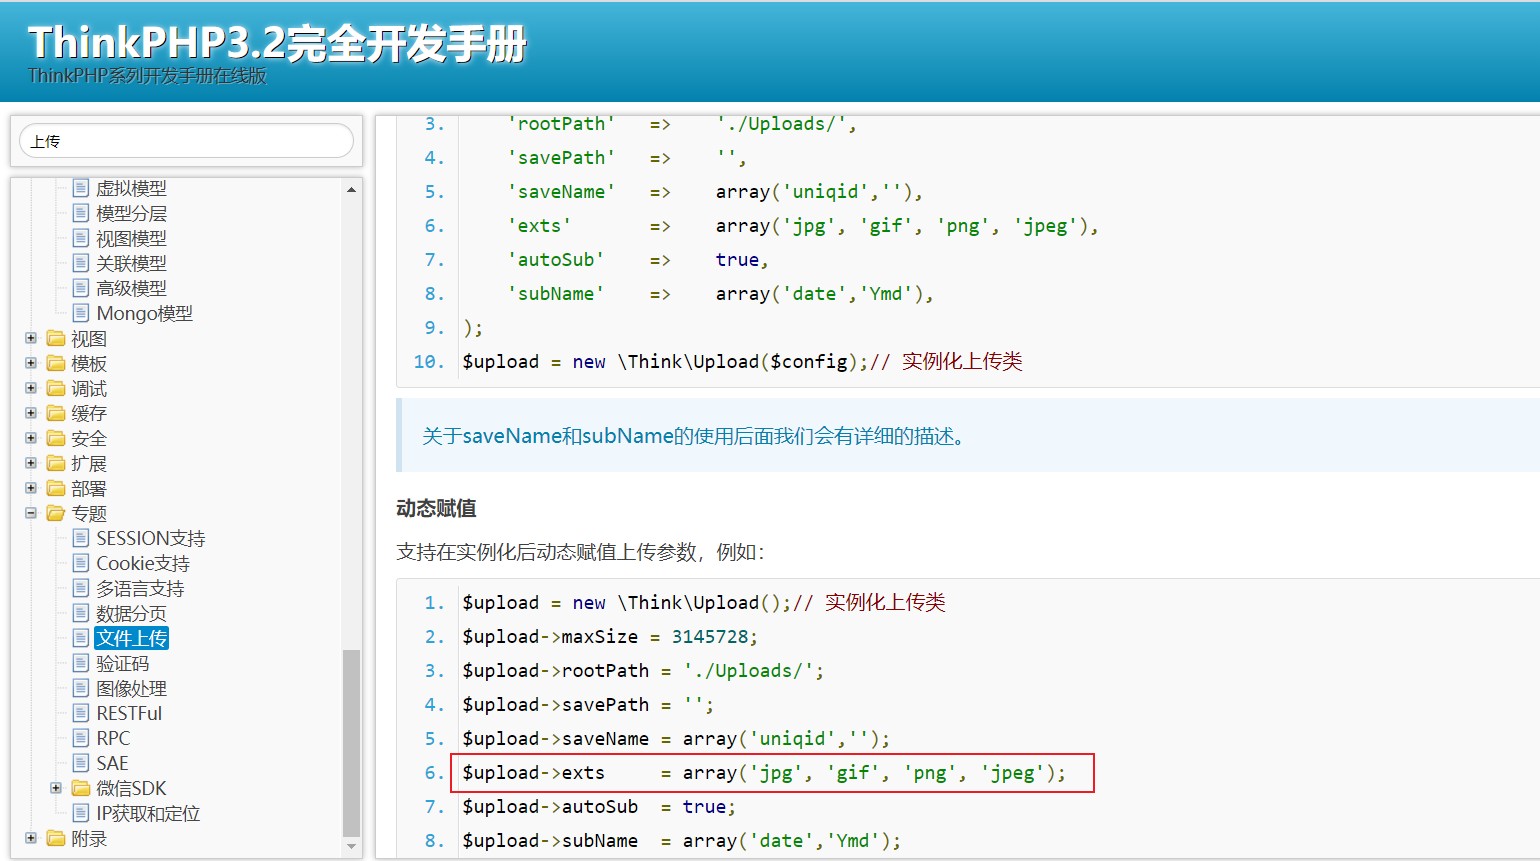 ThinkPHP3.2完全开发手册
ThinkPHP系列开发手册在线版
上传
虚拟模型
模型分层
视图模型
关联模型
高级模型
Mongo模型
视图
模板
调试
缓存
安全
扩展
部署
专题
SESSION支持
Cookie支持
多语言支持
数据分页
文件上传
验证码
图像处理
RESTFul
RPC
SAE
微信SDK
IP获取和定位
附录
3. 'rootPath' => './Uploads/',
4. 'savePath' => '',
5. 'saveName' => array('uniqid',''),
6. 'exts' => array('jpg', 'gif', 'png', 'jpeg'),
7. 'autoSub' => true,
8. 'subName' => array('date','Ymd'),
9. );
10. $upload = new \Think\Upload($config);// 实例化上传类
关于saveName和subName的使用后面我们会有详细的描述。
动态赋值
支持在实例化后动态赋值上传参数，例如：
1. $upload = new \Think\Upload();// 实例化上传类
2. $upload->maxSize = 3145728;
3. $upload->rootPath = './Uploads/';
4. $upload->savePath = '';
5. $upload->saveName = array('uniqid','');
6. $upload->exts = array('jpg', 'gif', 'png', 'jpeg');
7. $upload->autoSub = true;
8. $upload->subName = array('date','Ymd');